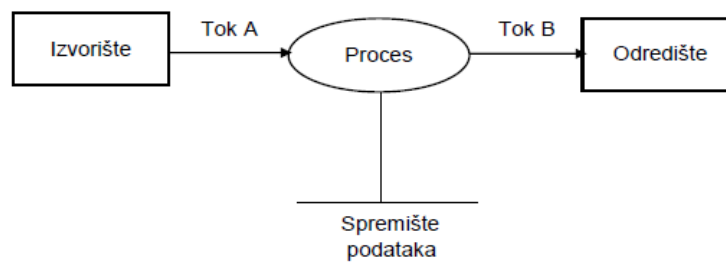 Izvorište
Tok A
Proces
Tok B
Odredište
Spremište
podataka